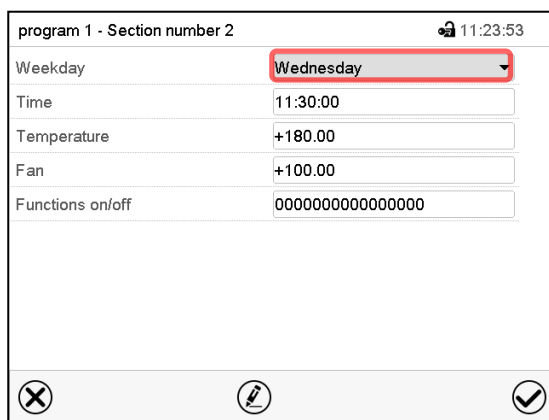 program 1 - Section number 2 11:23:53
Weekday Wednesday
Time 11:30:00
Temperature +180.00
Fan +100.00
Functions on/off 0000000000000000